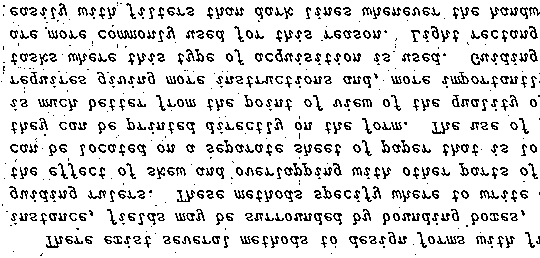 There exist several methods to design forms with fi
instance, fields may be surrounded by bounding boxes,
guiding rulers. These methods specify where to write
the effect of skew and overlapping with other parts of
can be located on a separate sheet of paper that is lo
they can be printed directly on the form. The use of
is much better from the point of view of the quality o
requires giving more instructions and, more importantl
tasks where this type of acquisition is used. Guiding
are more commonly used for this reason. Light rectang
easily with filters than dark lines whenever the handw